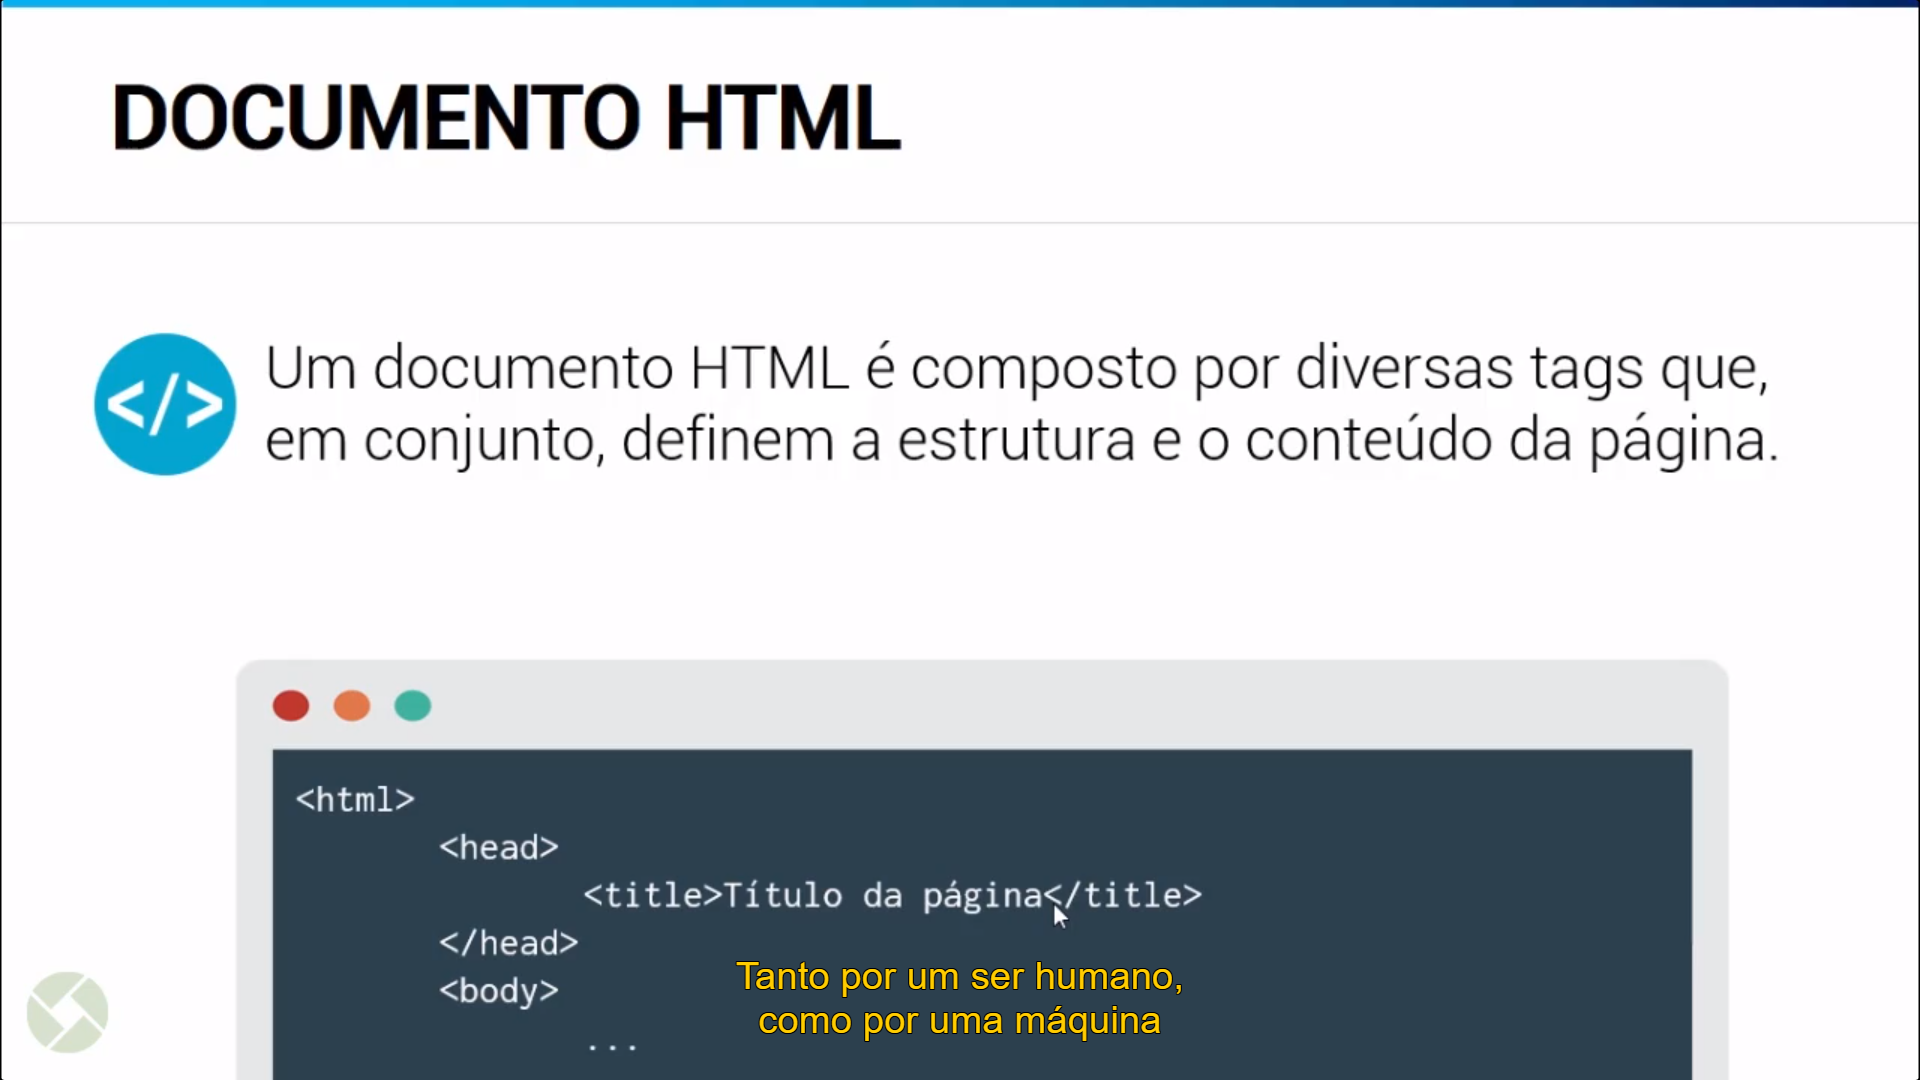 DOCUMENTO HTML
</>
Um documento HTML é composto por diversas tags que,
em conjunto, definem a estrutura e o conteúdo da página.
<html>
<head>
<title>Título da página</title>
</head>
<body>
...
Tanto por um ser humano,
como por uma máquina